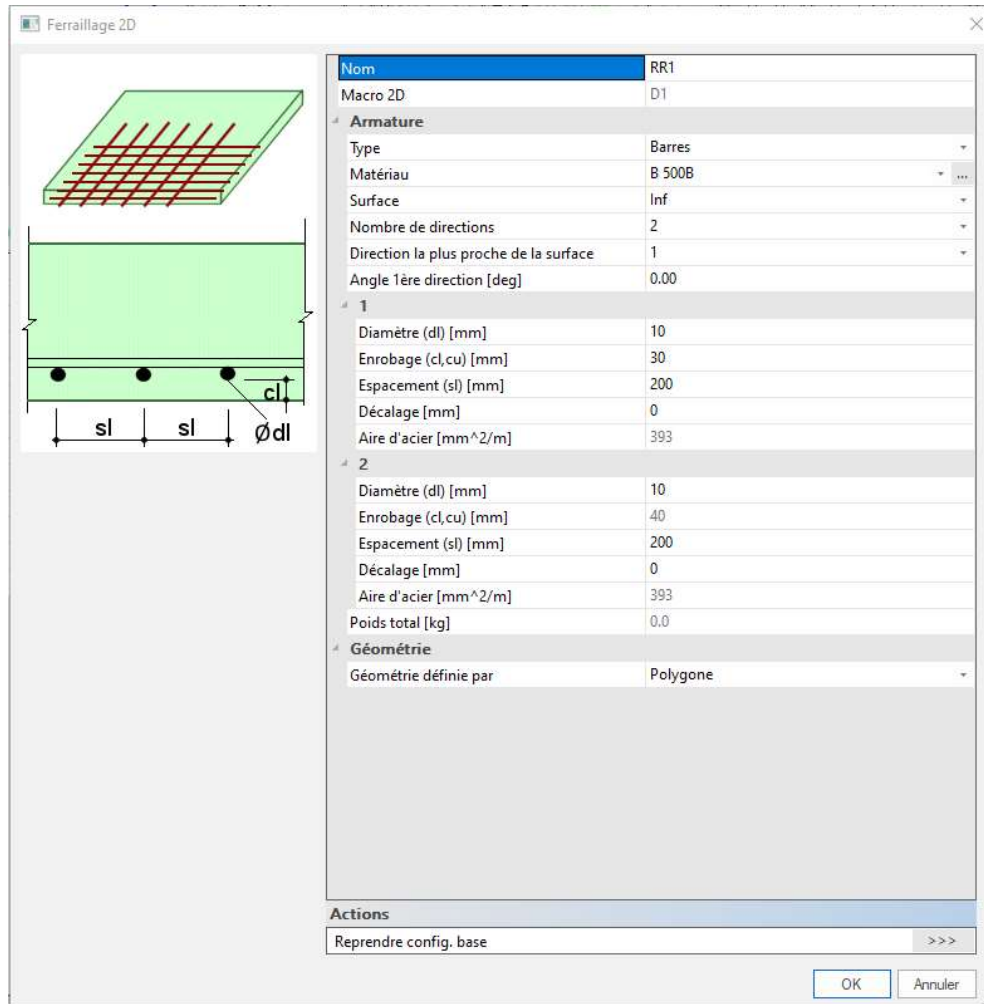 Ferraillage 2D
cl
sl sl Ødl
Nom RR1
Macro 2D D1
Armature
Type Barres
Matériau B 500B ...
Surface Inf
Nombre de directions 2
Direction la plus proche de la surface 1
Angle 1ère direction [deg] 0.00
1
Diamètre (dl) [mm] 10
Enrobage (cl,cu) [mm] 30
Espacement (sl) [mm] 200
Décalage [mm] 0
Aire d'acier [mm^2/m] 393
2
Diamètre (dl) [mm] 10
Enrobage (cl,cu) [mm] 40
Espacement (sl) [mm] 200
Décalage [mm] 0
Aire d'acier [mm^2/m] 393
Poids total [kg] 0.0
Géométrie
Géométrie définie par Polygone
Actions
Reprendre config. base >>>
OK Annuler